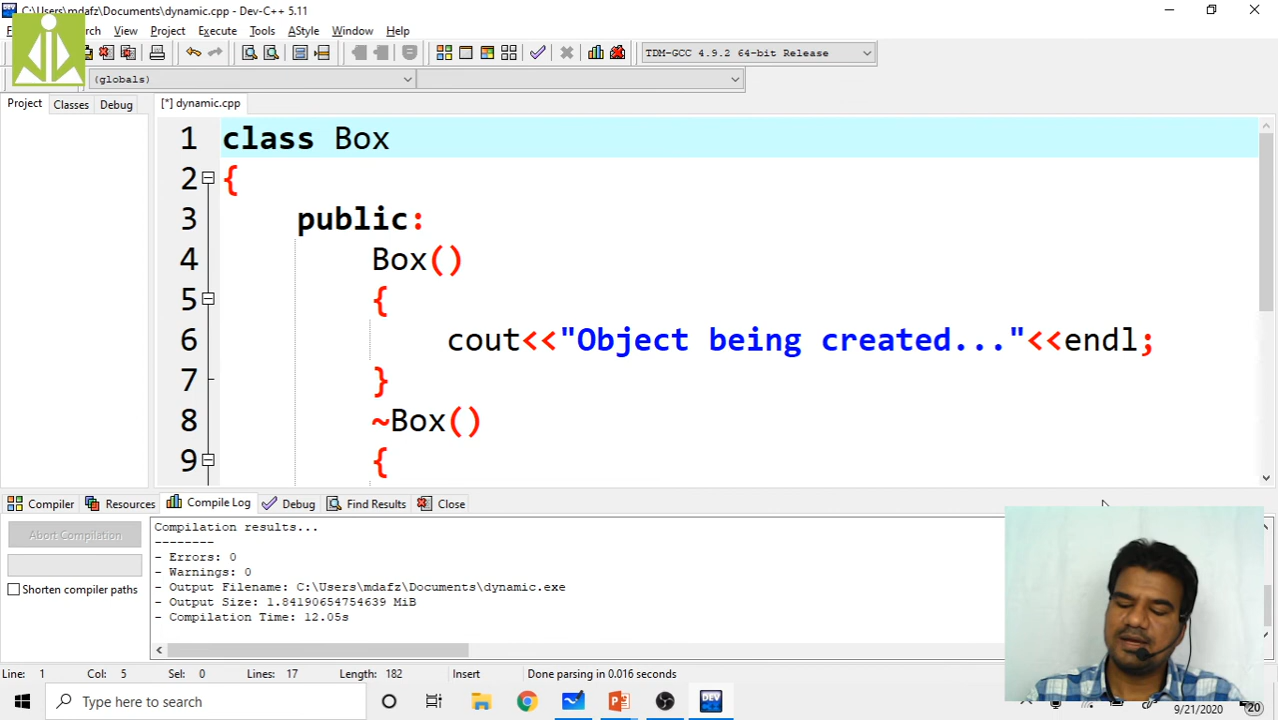 C:\Users\mdafz\Documents\dynamic.cpp - Dev-C++ 5.11
View Project Execute Tools AStyle Window Help
TDM-GCC 4.9.2 64-bit Release
(globals)
Project Classes Debug
[*] dynamic.cpp
1 class Box
2 {
3 public:
4 Box()
5 {
6 cout<<"Object being created..."<<endl;
7 }
8 ~Box()
9 {
Compiler Resources Compile Log Debug Find Results Close
Abort Compilation
Shorten compiler paths
Compilation results...
--------
- Errors: 0
- Warnings: 0
- Output Filename: C:\Users\mdafz\Documents\dynamic.exe
- Output Size: 1.84190654754639 MiB
- Compilation Time: 12.05s
Line: 1 Col: 5 Sel: 0 Lines: 17 Length: 182 Insert Done parsing in 0.016 seconds
Type here to search
DEV
9/21/2020
20